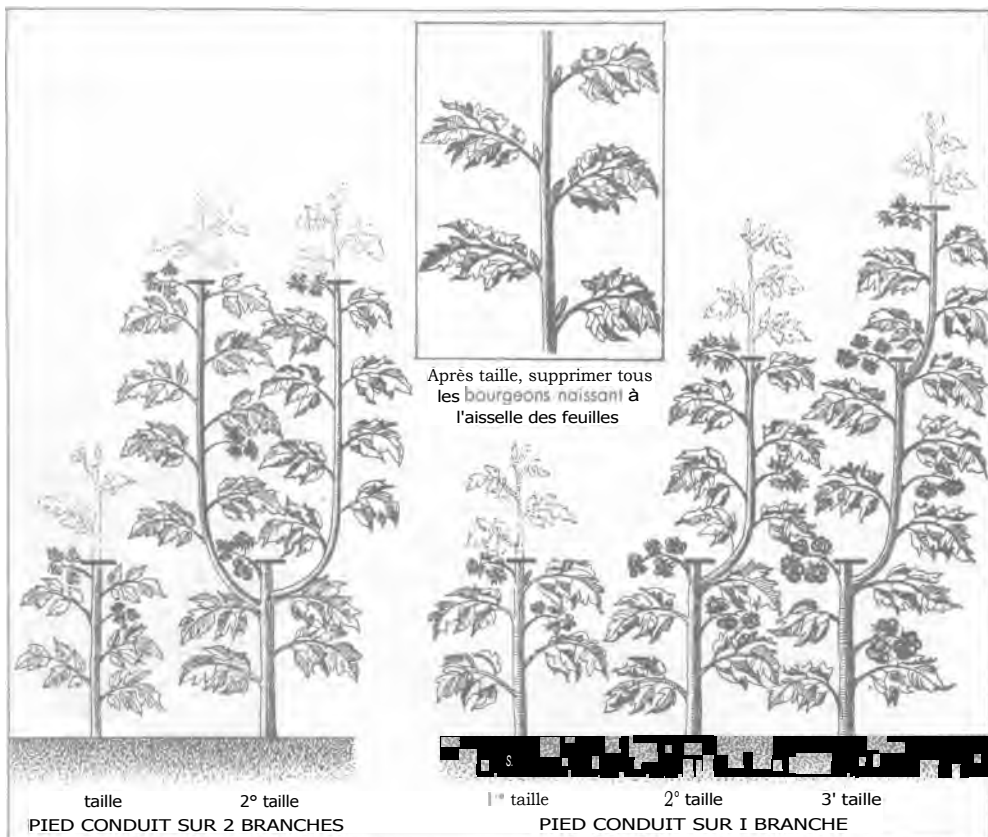 Après taille, supprimer tous
les bourgeons naissant à
l'aisselle des feuilles
taille 2° taille
PIED CONDUIT SUR 2 BRANCHES
1re taille 2° taille 3' taille
PIED CONDUIT SUR I BRANCHE